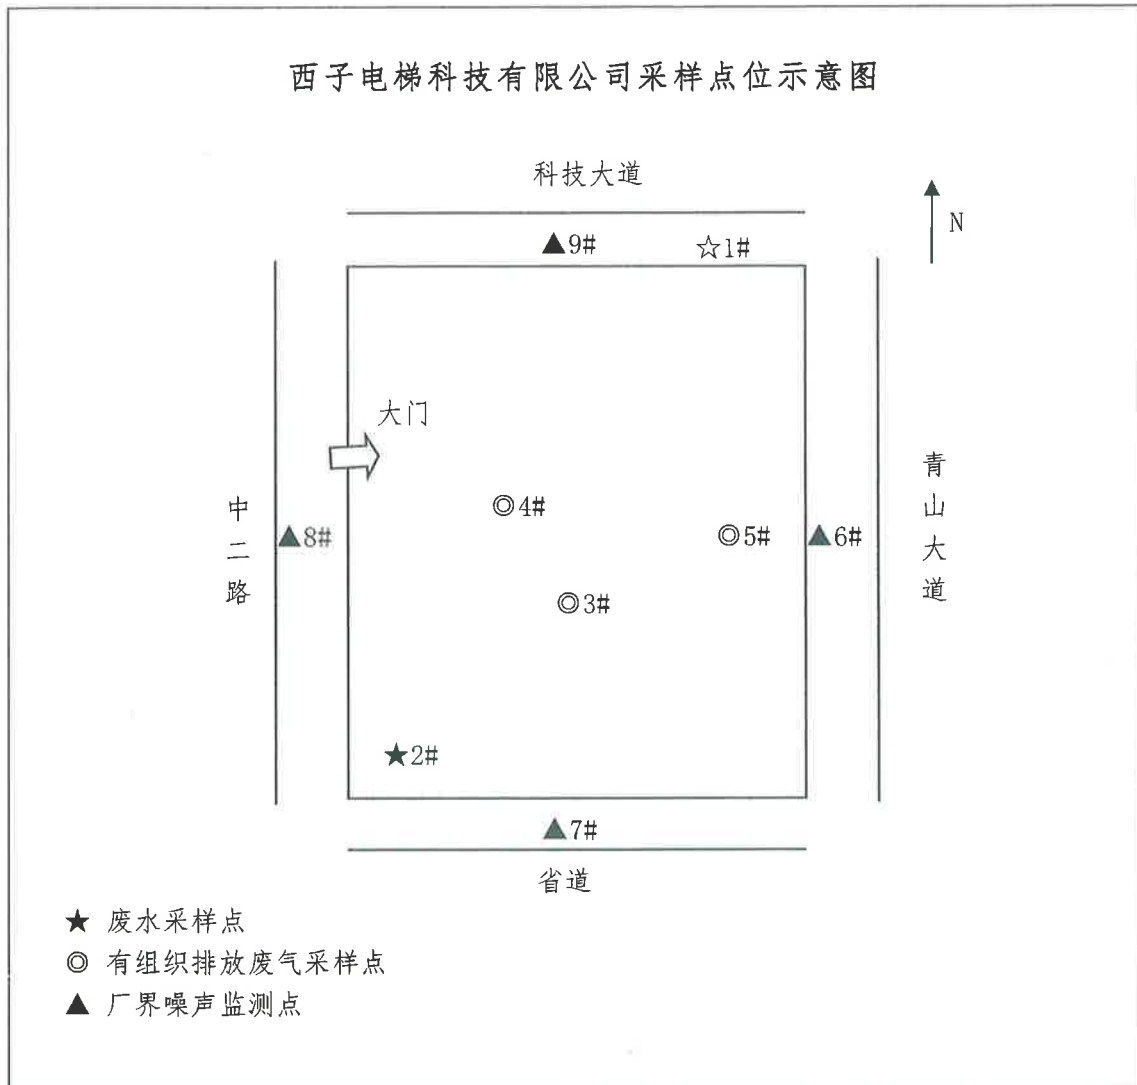 西子电梯科技有限公司采样点位示意图
科技大道
N
▲9#
☆1#
大门
◎4#
中二路
▲8#
◎5#
▲6#
青山大道
◎3#
★2#
▲7#
省道
★ 废水采样点
◎ 有组织排放废气采样点
▲ 厂界噪声监测点